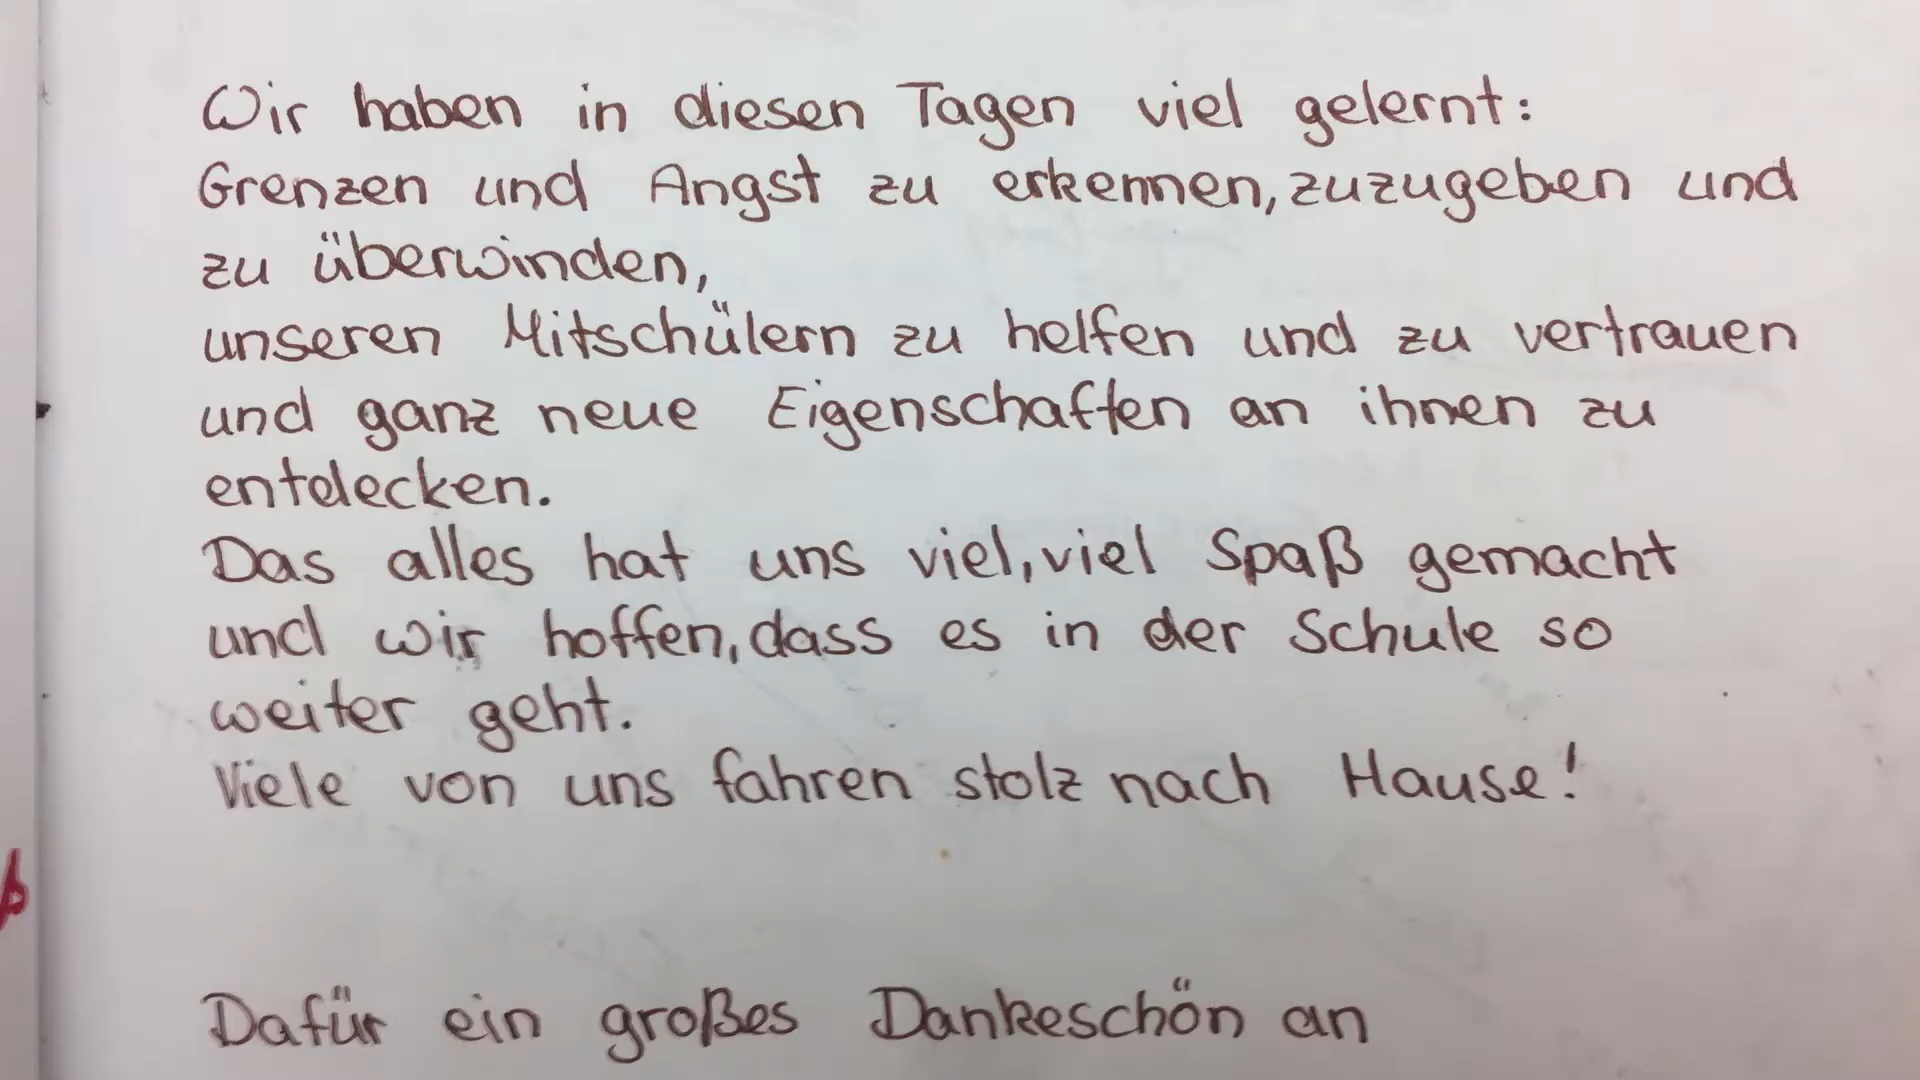 Wir haben in diesen Tagen viel gelernt:
Grenzen und Angst zu erkennen, zuzugeben und
zu überwinden,
unseren Mitschülern zu helfen und zu vertrauen
und ganz neue Eigenschaften an ihnen zu
entdecken.
Das alles hat uns viel, viel Spaß gemacht
und wir hoffen, dass es in der Schule so
weiter geht.
Viele von uns fahren stolz nach Hause!
Dafür ein großes Dankeschön an